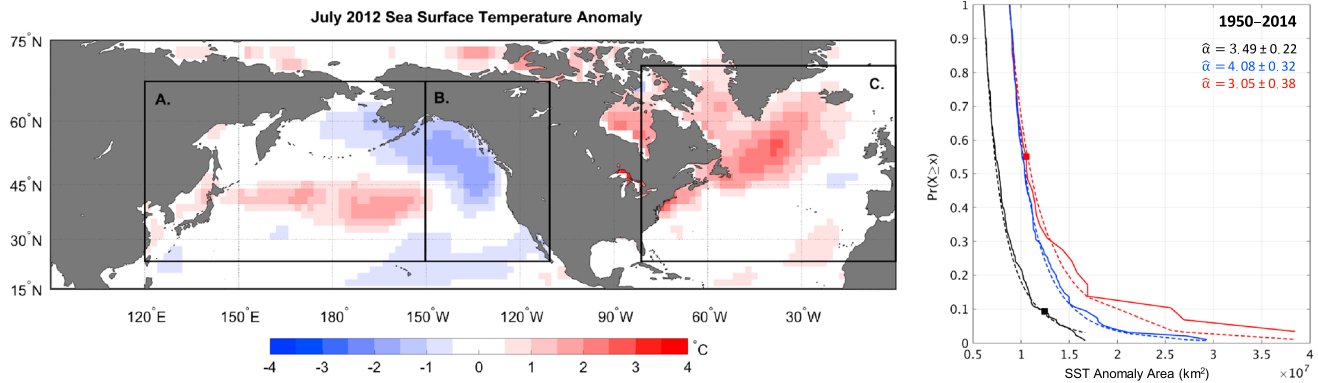 July 2012 Sea Surface Temperature Anomaly
75°N
60°N
45°N
30°N
15°N
A.
B.
C.
120°E
150°E
180°W
150°W
120°W
90°W
60°W
30°W
-4 -3 -2 -1 0 1 2 3 4
°C
1950–2014
α̂ = 3.49 ± 0.22
α̂ = 4.08 ± 0.32
α̂ = 3.05 ± 0.38
Pr(X ≥ x)
1
0.9
0.8
0.7
0.6
0.5
0.4
0.3
0.2
0.1
0
0.5 1 1.5 2 2.5 3 3.5 4
SST Anomaly Area (km²)
×10⁷